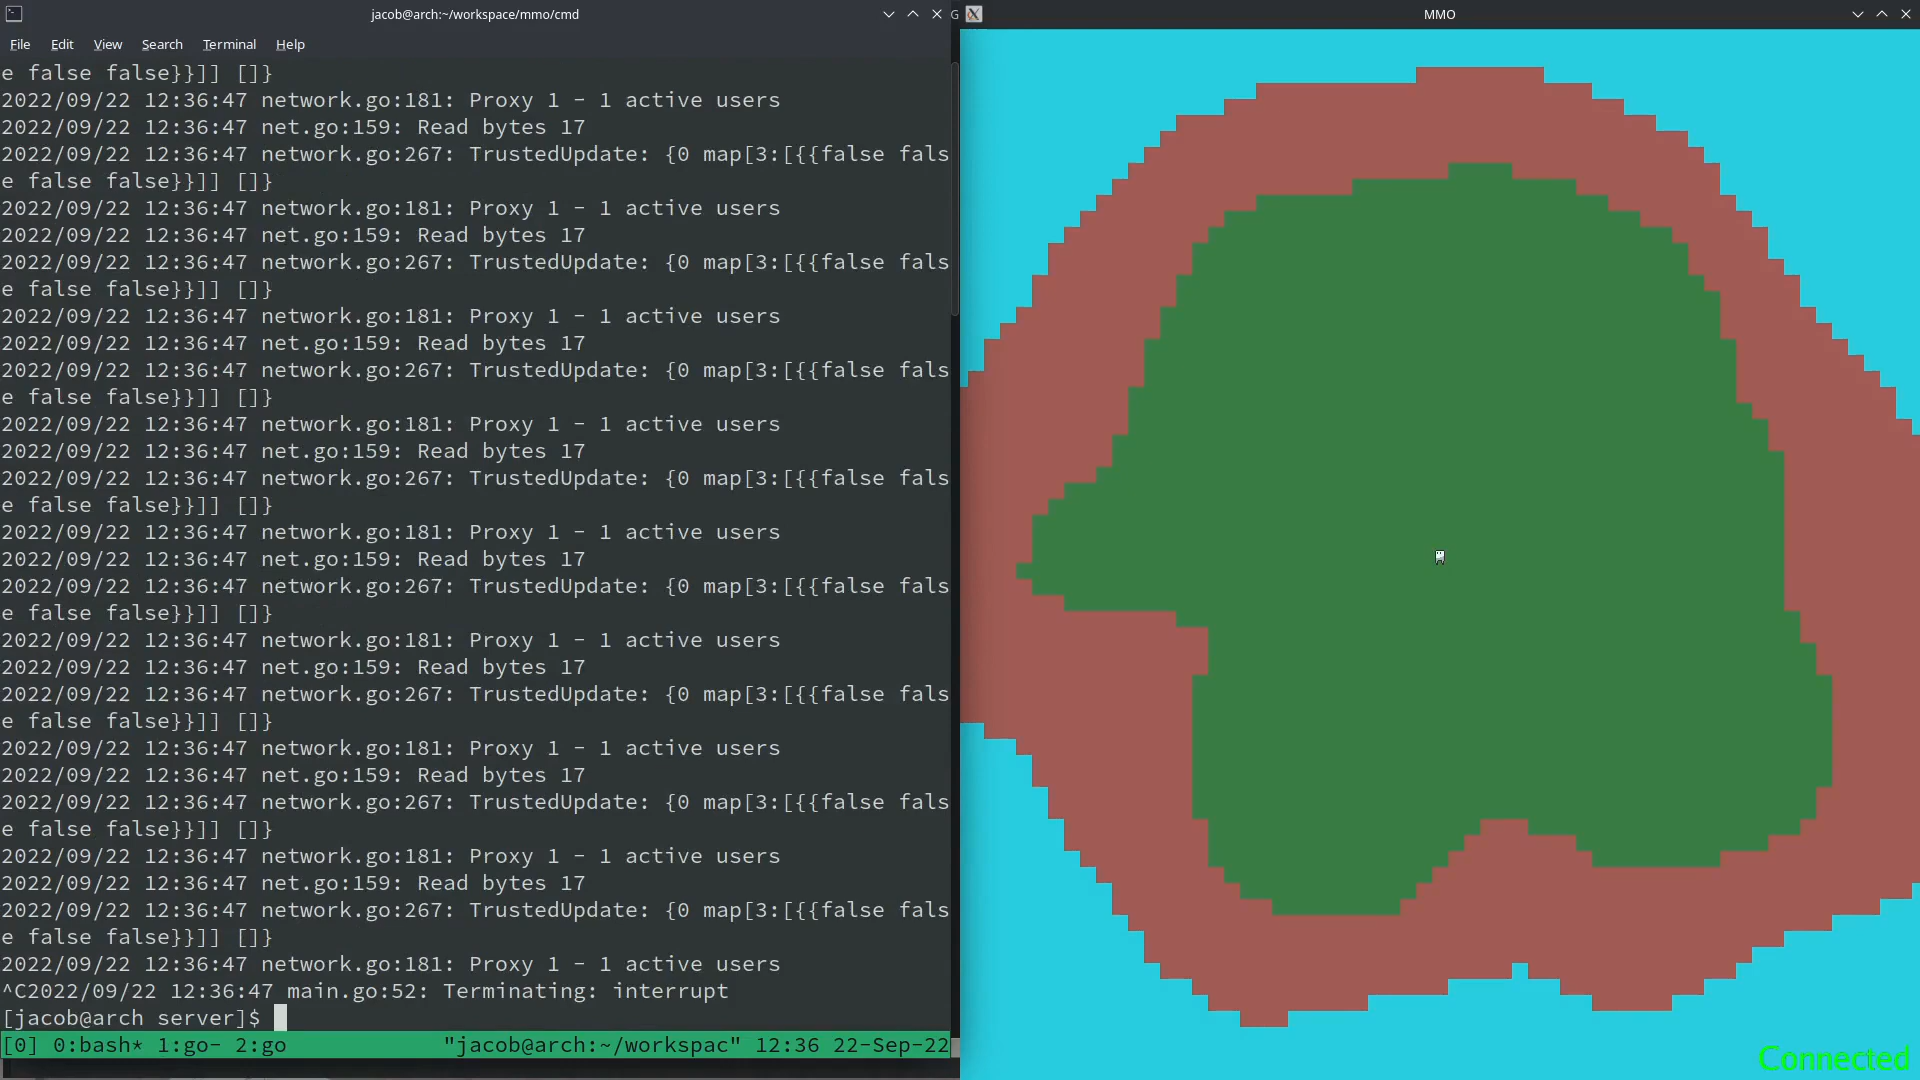 jacob@arch:~/workspace/mmo/cmd
File Edit View Search Terminal Help
e false false}}]] []}
2022/09/22 12:36:47 network.go:181: Proxy 1 - 1 active users
2022/09/22 12:36:47 net.go:159: Read bytes 17
2022/09/22 12:36:47 network.go:267: TrustedUpdate: {0 map[3:[{{false fals
e false false}}]] []}
2022/09/22 12:36:47 network.go:181: Proxy 1 - 1 active users
2022/09/22 12:36:47 net.go:159: Read bytes 17
2022/09/22 12:36:47 network.go:267: TrustedUpdate: {0 map[3:[{{false fals
e false false}}]] []}
2022/09/22 12:36:47 network.go:181: Proxy 1 - 1 active users
2022/09/22 12:36:47 net.go:159: Read bytes 17
2022/09/22 12:36:47 network.go:267: TrustedUpdate: {0 map[3:[{{false fals
e false false}}]] []}
2022/09/22 12:36:47 network.go:181: Proxy 1 - 1 active users
2022/09/22 12:36:47 net.go:159: Read bytes 17
2022/09/22 12:36:47 network.go:267: TrustedUpdate: {0 map[3:[{{false fals
e false false}}]] []}
2022/09/22 12:36:47 network.go:181: Proxy 1 - 1 active users
2022/09/22 12:36:47 net.go:159: Read bytes 17
2022/09/22 12:36:47 network.go:267: TrustedUpdate: {0 map[3:[{{false fals
e false false}}]] []}
2022/09/22 12:36:47 network.go:181: Proxy 1 - 1 active users
2022/09/22 12:36:47 net.go:159: Read bytes 17
2022/09/22 12:36:47 network.go:267: TrustedUpdate: {0 map[3:[{{false fals
e false false}}]] []}
2022/09/22 12:36:47 network.go:181: Proxy 1 - 1 active users
2022/09/22 12:36:47 net.go:159: Read bytes 17
2022/09/22 12:36:47 network.go:267: TrustedUpdate: {0 map[3:[{{false fals
e false false}}]] []}
2022/09/22 12:36:47 network.go:181: Proxy 1 - 1 active users
2022/09/22 12:36:47 net.go:159: Read bytes 17
2022/09/22 12:36:47 network.go:267: TrustedUpdate: {0 map[3:[{{false fals
e false false}}]] []}
2022/09/22 12:36:47 network.go:181: Proxy 1 - 1 active users
^C2022/09/22 12:36:47 main.go:52: Terminating: interrupt
[jacob@arch server]$
[0] 0:bash* 1:go- 2:go "jacob@arch:~/workspac" 12:36 22-Sep-22
G
MMO
Connected